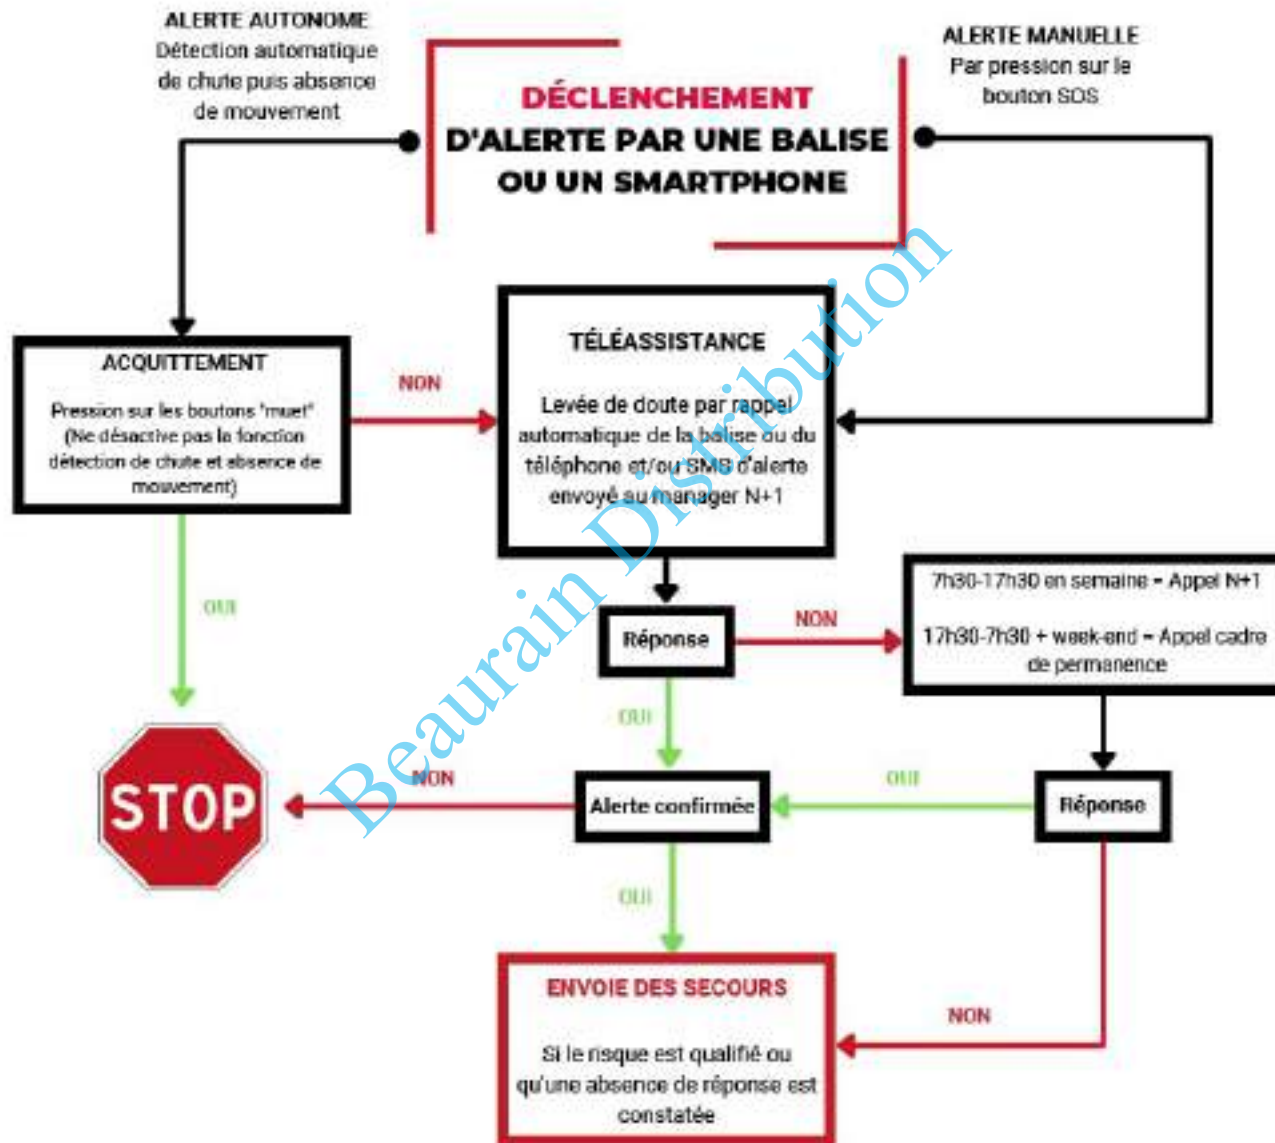 ALERTE AUTONOME
Détection automatique
de chute puis absence
de mouvement
ALERTE MANUELLE
Par pression sur le
bouton SOS
DÉCLENCHEMENT
D'ALERTE PAR UNE BALISE
OU UN SMARTPHONE
ACQUITTEMENT
Pression sur les boutons "muet"
(Ne désactive pas la fonction
détection de chute et absence de
mouvement)
NON
TÉLÉASSISTANCE
Levée de doute par rappel
automatique de la balise ou du
téléphone et/ou SMS d'alerte
envoyé au manager N+1
OUI
Réponse
NON
7h30-17h30 en semaine = Appel N+1
17h30-7h30 + week-end = Appel cadre
de permanence
OUI
STOP
NON
Alerte confirmée
OUI
Réponse
OUI
ENVOIE DES SECOURS
Si le risque est qualifié ou
qu'une absence de réponse est
constatée
NON
Beaurain Distribution